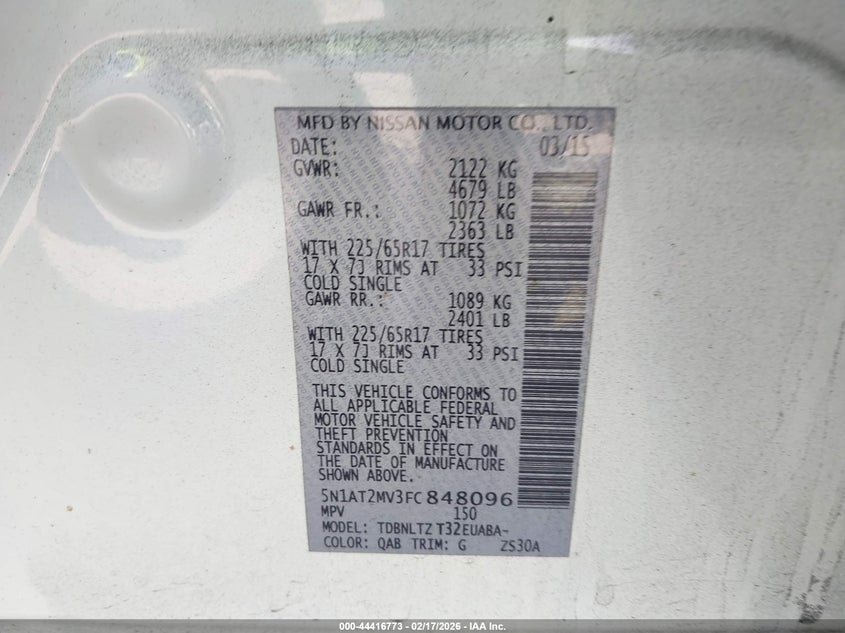 MFD BY NISSAN MOTOR CO., LTD.
DATE: 03/15
GVWR: 2122 KG
4679 LB
GAWR FR.: 1072 KG
2363 LB
WITH 225/65R17 TIRES
17 X 7J RIMS AT 33 PSI
COLD SINGLE
GAWR RR.: 1089 KG
2401 LB
WITH 225/65R17 TIRES
17 X 7J RIMS AT 33 PSI
COLD SINGLE
THIS VEHICLE CONFORMS TO
ALL APPLICABLE FEDERAL
MOTOR VEHICLE SAFETY AND
THEFT PREVENTION
STANDARDS IN EFFECT ON
THE DATE OF MANUFACTURE
SHOWN ABOVE.
5N1AT2MV3FC848096
MPV 150
MODEL: TDBNLTZ T32EUABA-
COLOR: QAB TRIM: G ZS30A
000-44416773 - 02/17/2026 - IAA Inc.